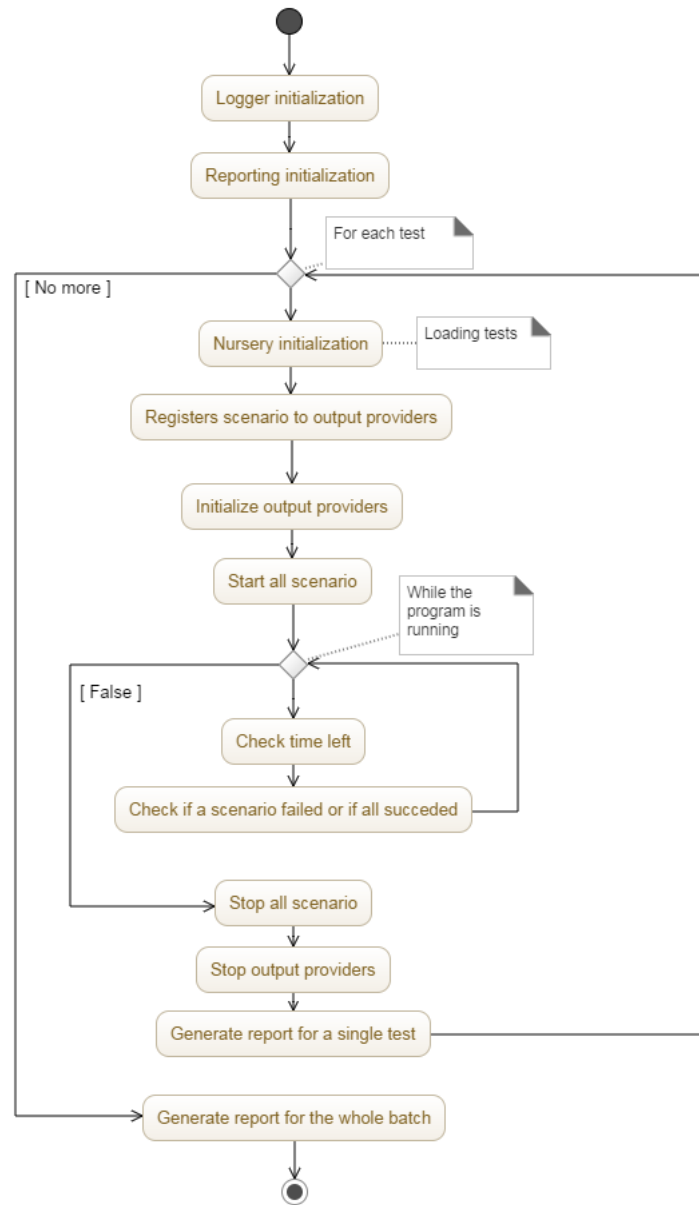 Logger initialization
Reporting initialization
For each test
[ No more ]
Nursery initialization
Loading tests
Registers scenario to output providers
Initialize output providers
Start all scenario
While the
program is
running
[ False ]
Check time left
Check if a scenario failed or if all succeded
Stop all scenario
Stop output providers
Generate report for a single test
Generate report for the whole batch